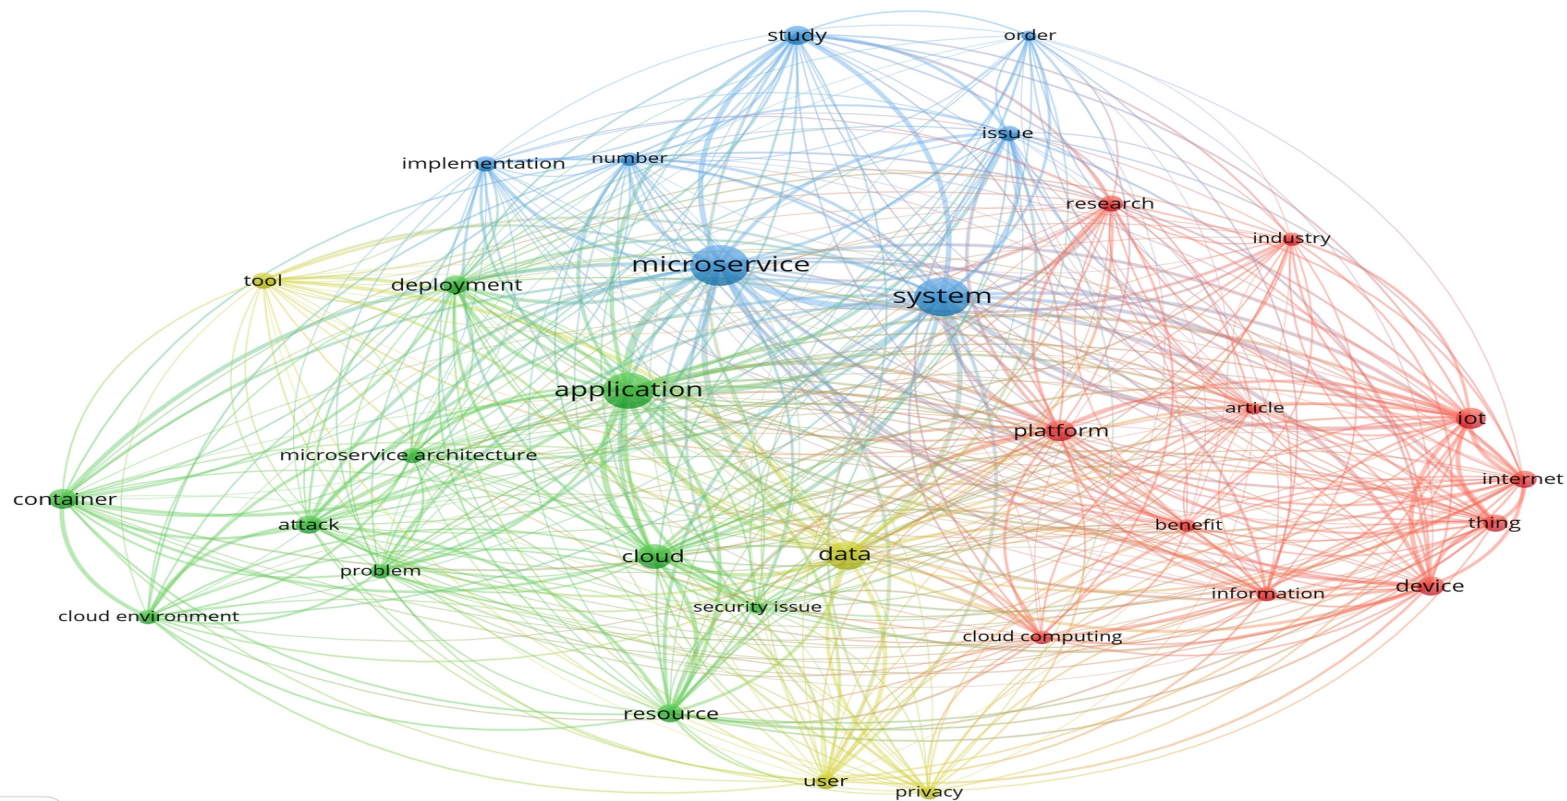 study
order
issue
implementation
number
research
industry
microservice
tool
deployment
system
application
article
iot
platform
microservice architecture
internet
container
attack
benefit
thing
cloud
data
problem
device
information
security issue
cloud environment
cloud computing
resource
user
privacy